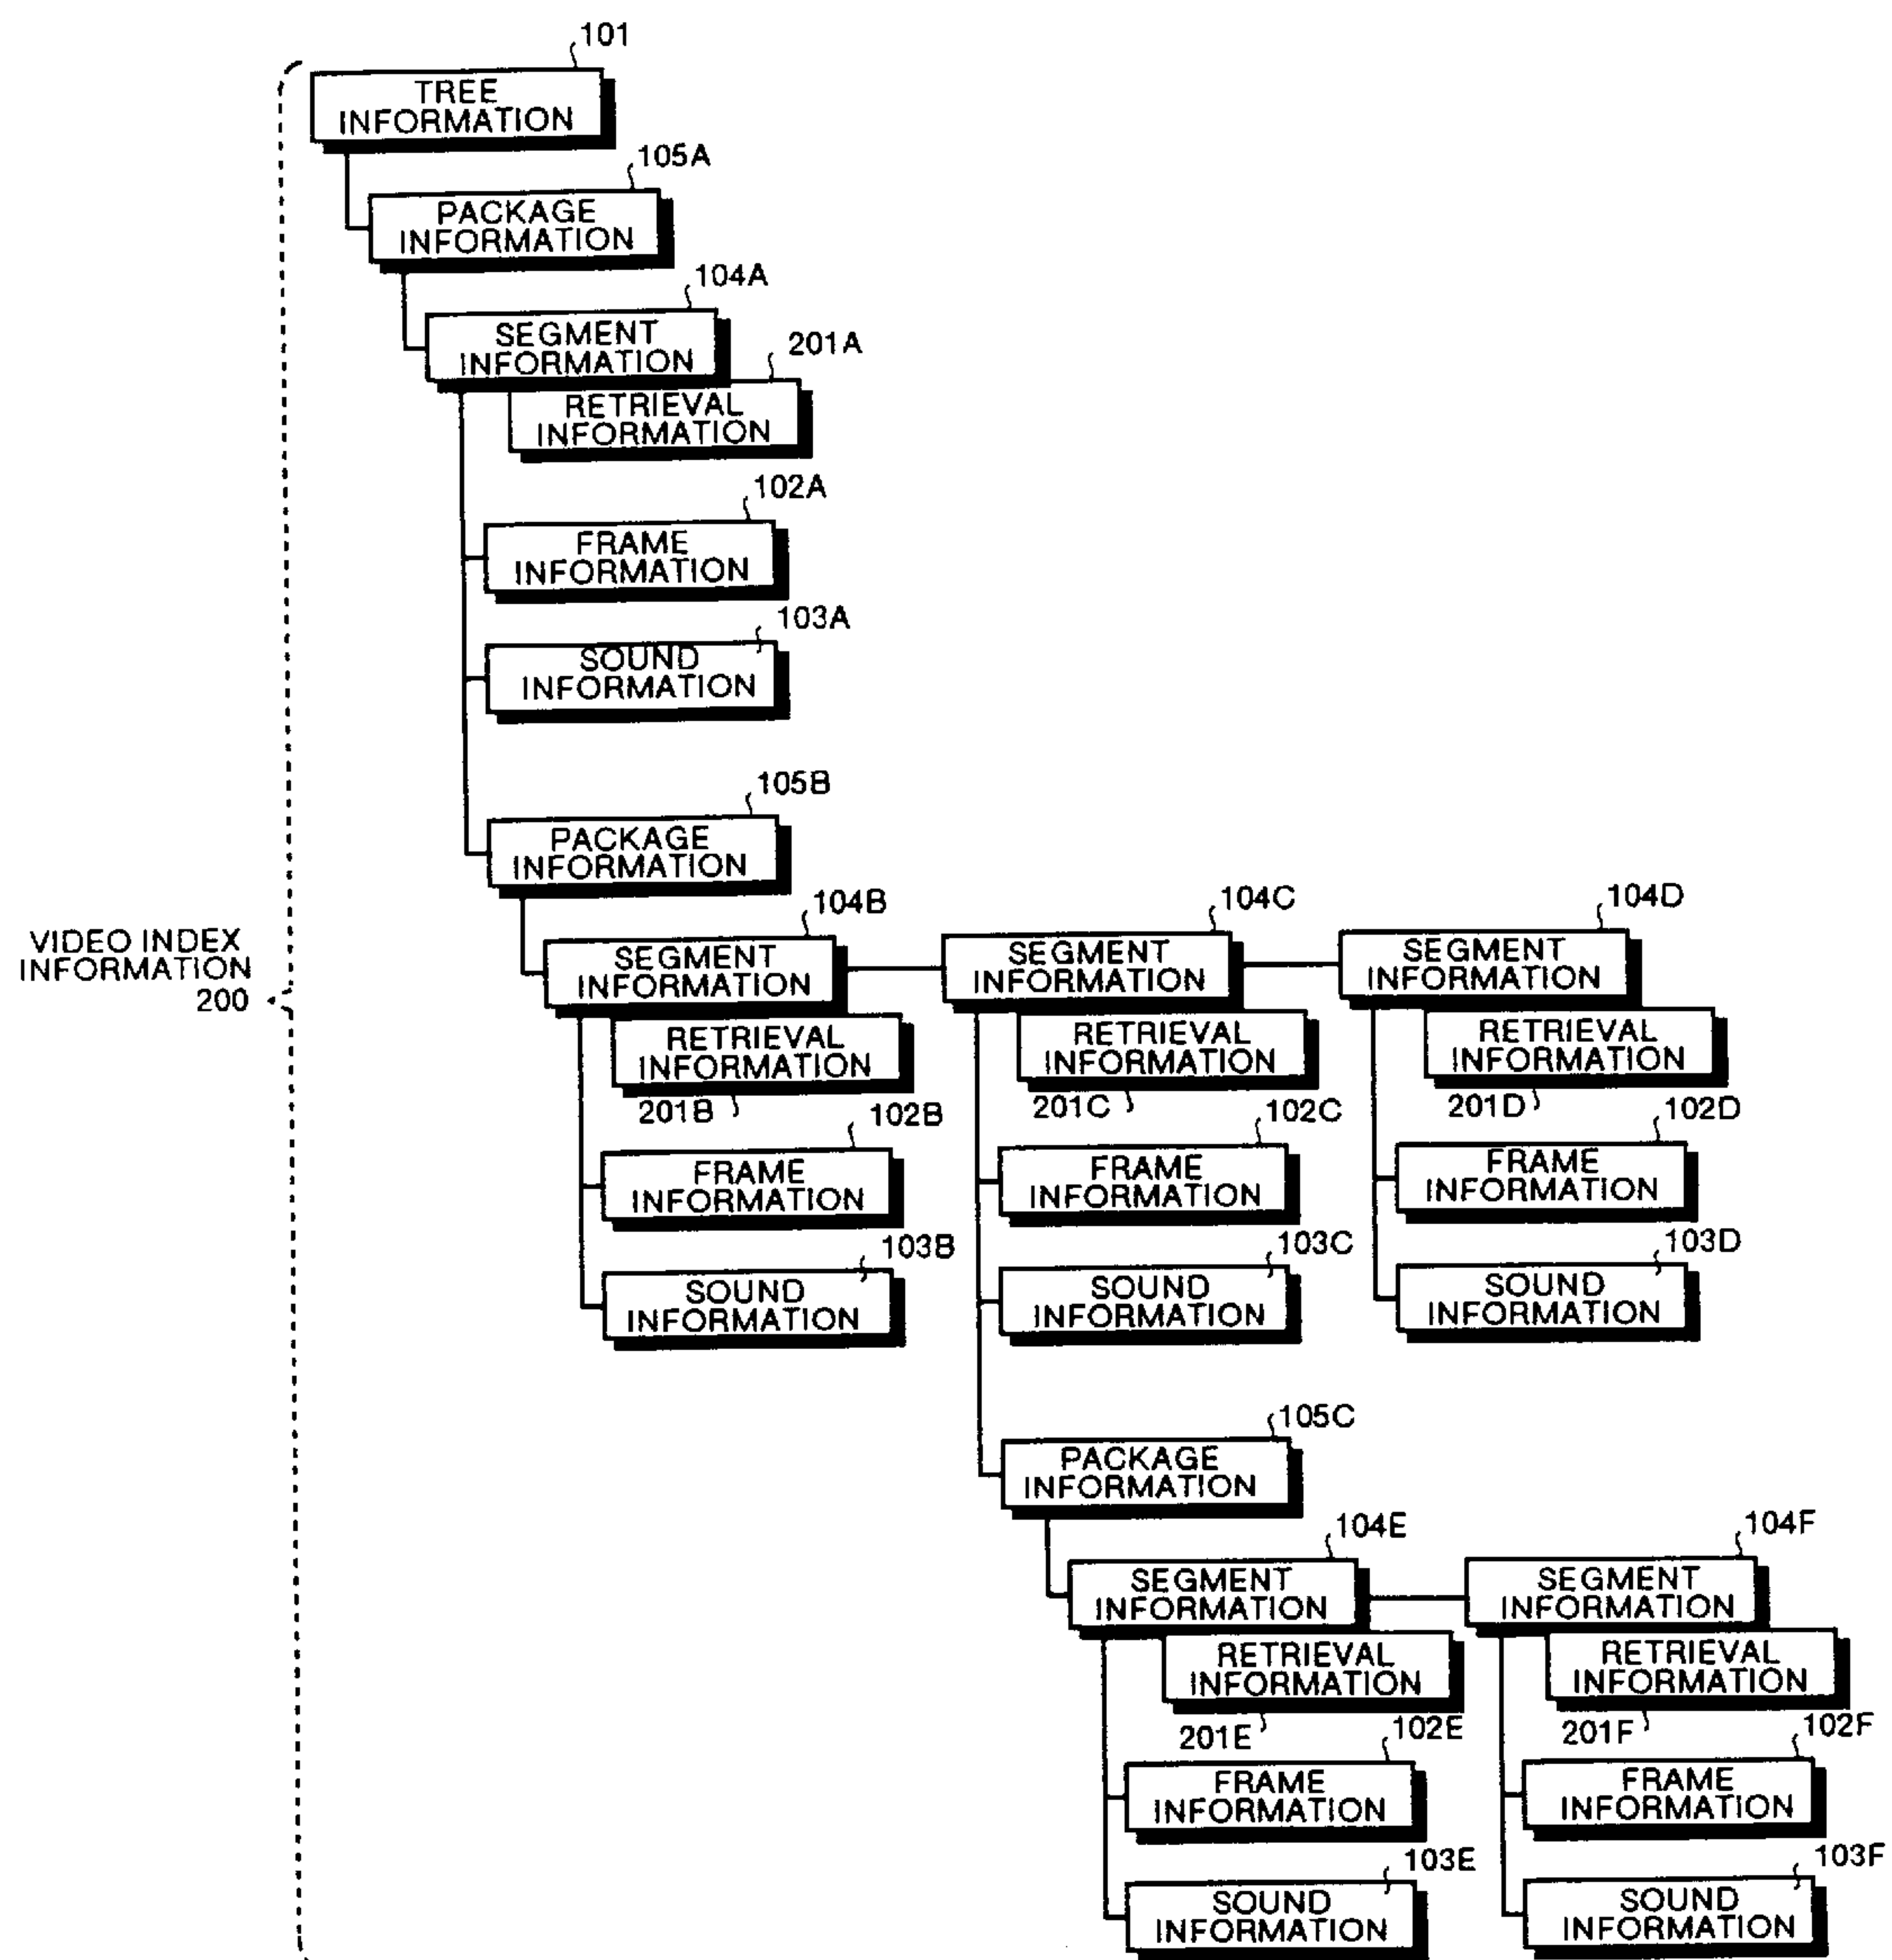 101
TREE
INFORMATION
105A
PACKAGE
INFORMATION
104A
SEGMENT
INFORMATION
201A
RETRIEVAL
INFORMATION
102A
FRAME
INFORMATION
103A
SOUND
INFORMATION
105B
PACKAGE
INFORMATION
VIDEO INDEX
INFORMATION
200
104B
SEGMENT
INFORMATION
104C
SEGMENT
INFORMATION
104D
SEGMENT
INFORMATION
RETRIEVAL
INFORMATION
201B
RETRIEVAL
INFORMATION
201C
RETRIEVAL
INFORMATION
201D
102B
FRAME
INFORMATION
102C
FRAME
INFORMATION
102D
FRAME
INFORMATION
103B
SOUND
INFORMATION
103C
SOUND
INFORMATION
103D
SOUND
INFORMATION
105C
PACKAGE
INFORMATION
104E
SEGMENT
INFORMATION
104F
SEGMENT
INFORMATION
RETRIEVAL
INFORMATION
201E
RETRIEVAL
INFORMATION
201F
102E
FRAME
INFORMATION
102F
FRAME
INFORMATION
103E
SOUND
INFORMATION
103F
SOUND
INFORMATION